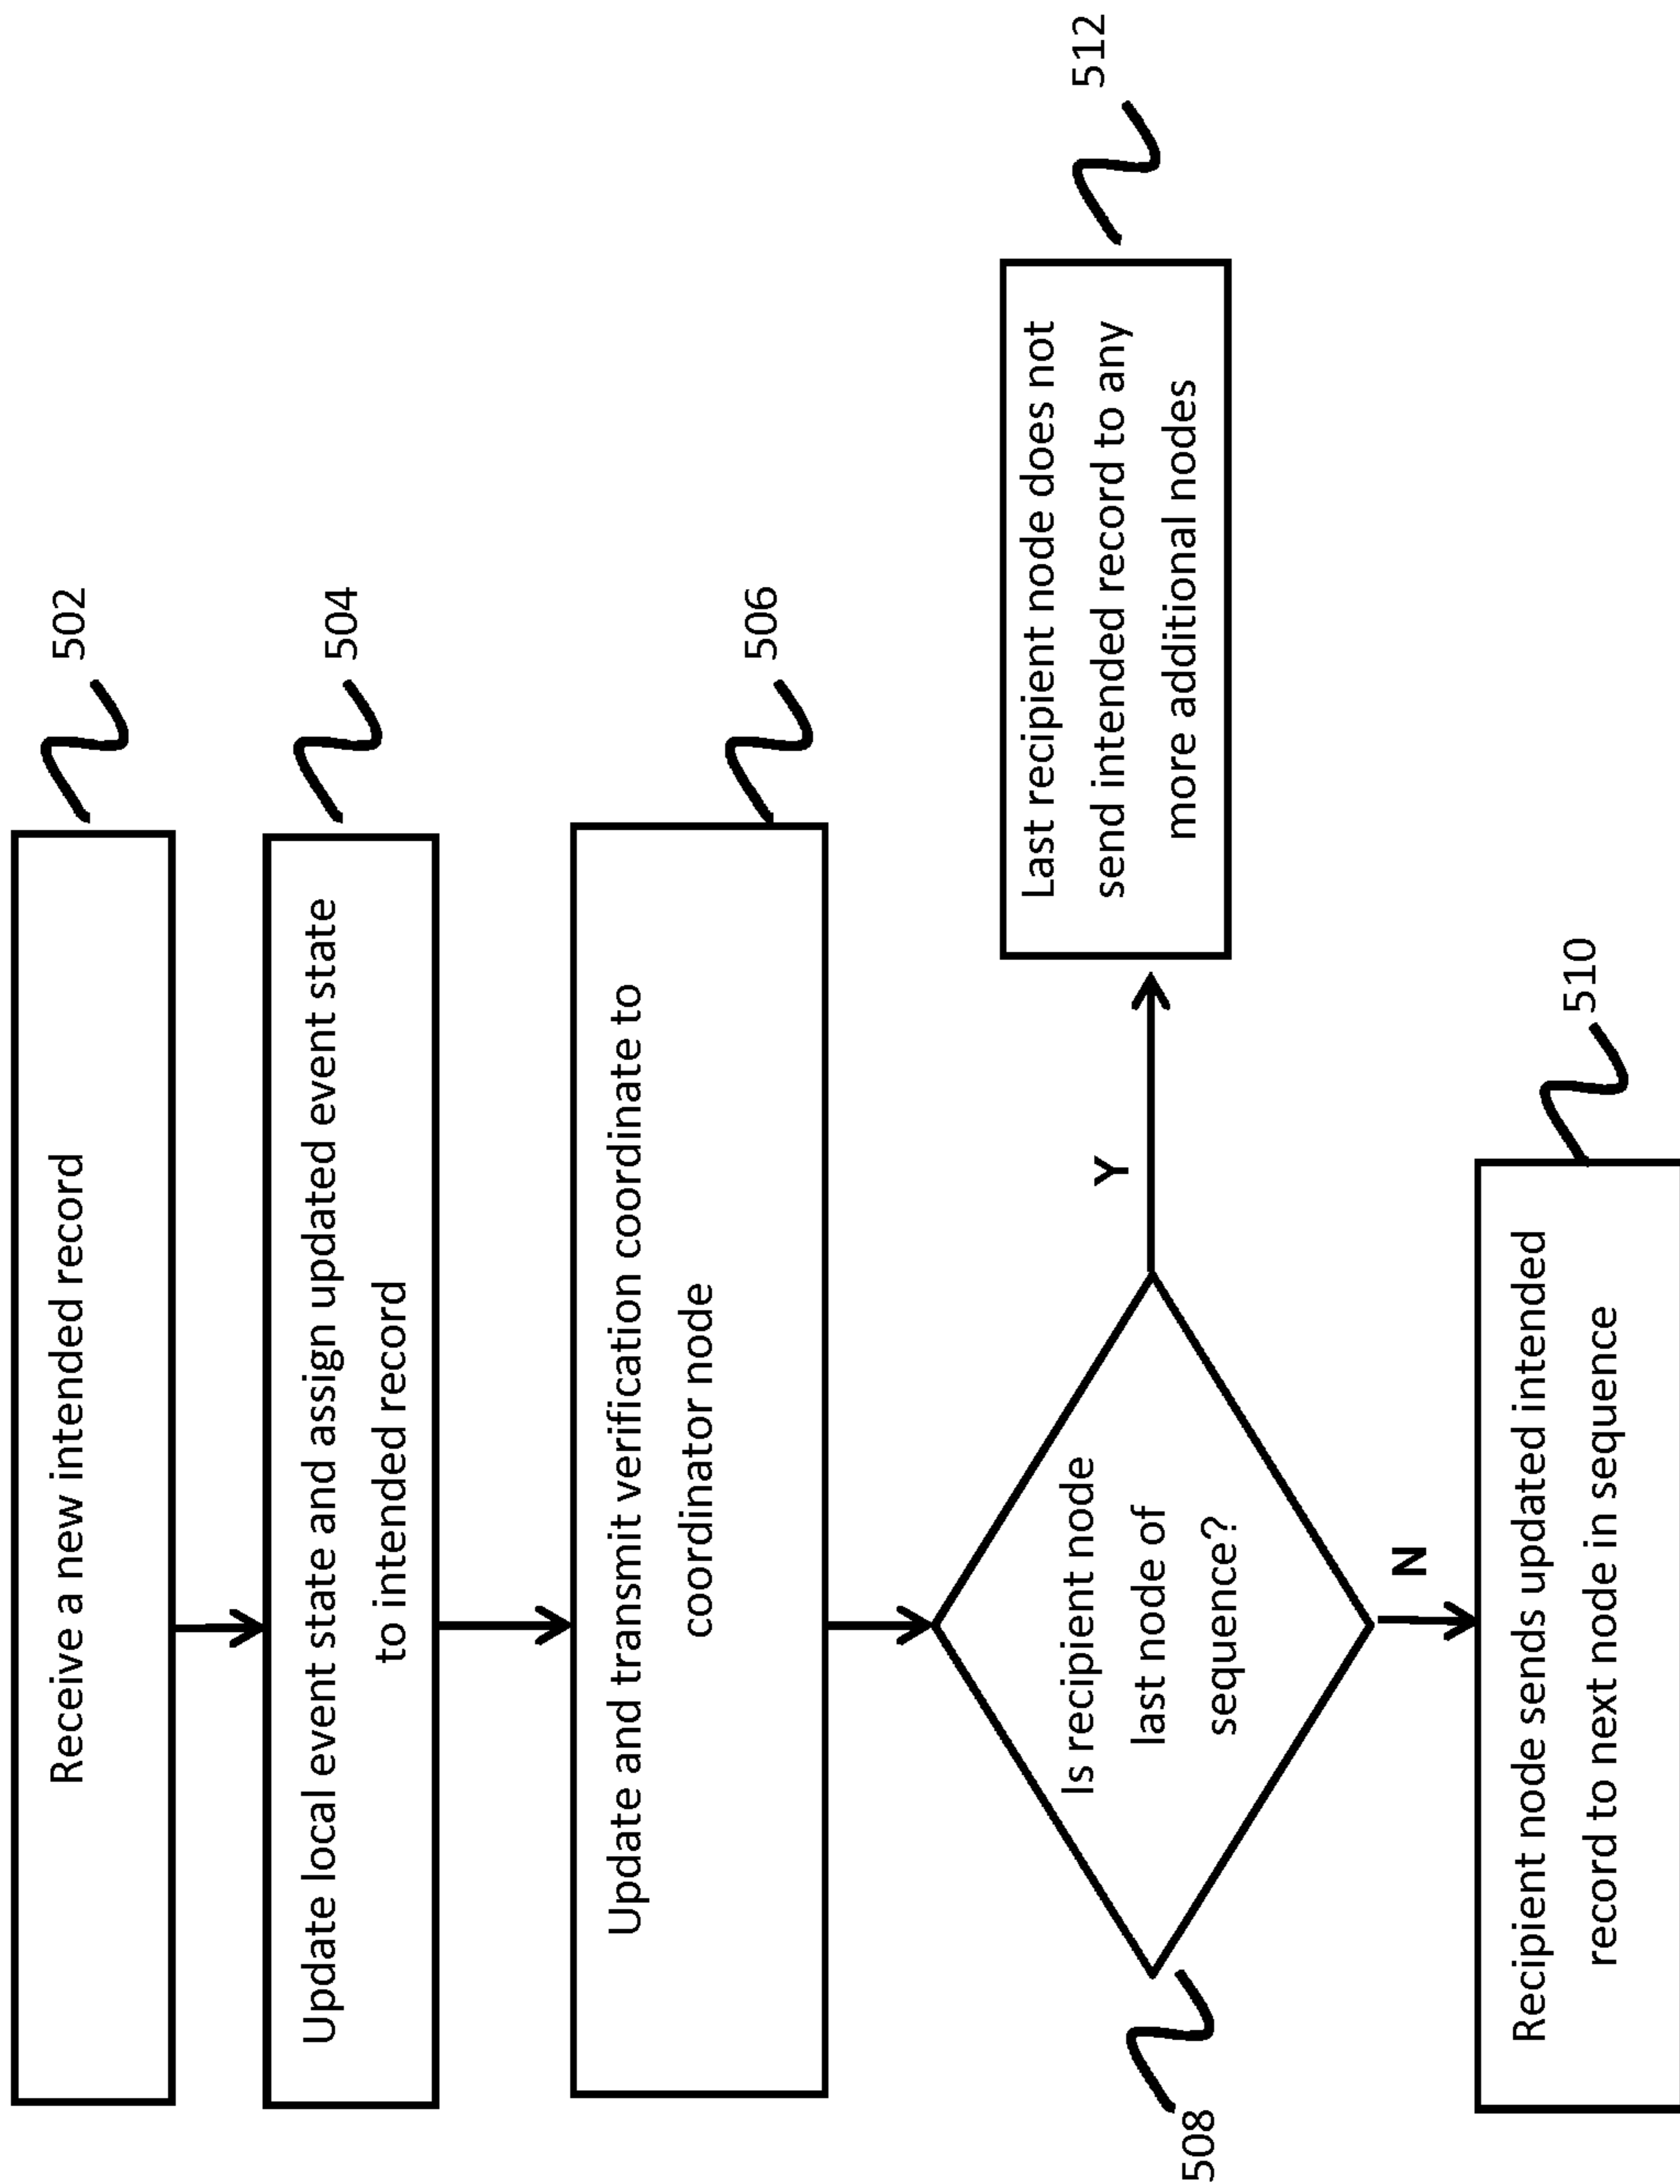 Receive a new intended record
502
Update local event state and assign updated event state
to intended record
504
Update and transmit verification coordinate to
coordinator node
506
Is recipient node
last node of
sequence?
508
Y
Last recipient node does not
send intended record to any
more additional nodes
512
N
Recipient node sends updated intended
record to next node in sequence
510